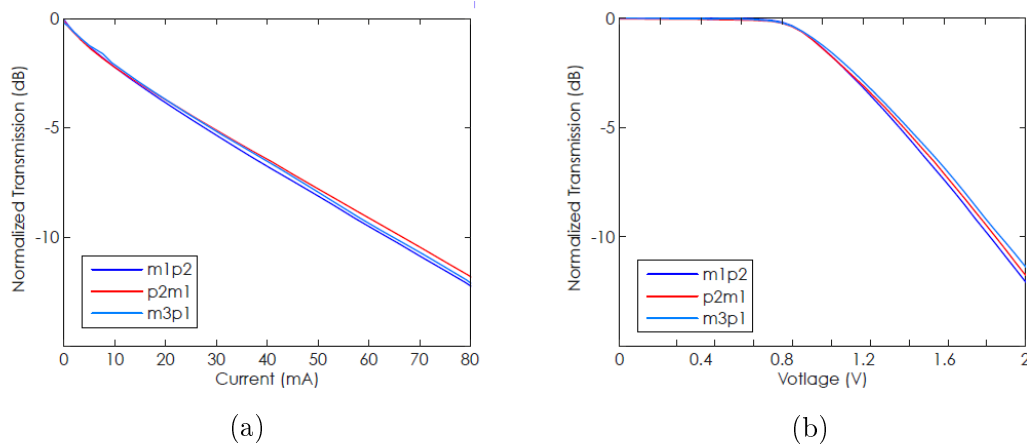 0
-5
-10
Normalized Transmission (dB)
m1p2
p2m1
m3p1
0 10 20 30 40 50 60 70 80
Current (mA)
(a)
0
-5
-10
Normalized Transmission (dB)
m1p2
p2m1
m3p1
0 0.4 0.8 1.2 1.6 2
Votlage (V)
(b)